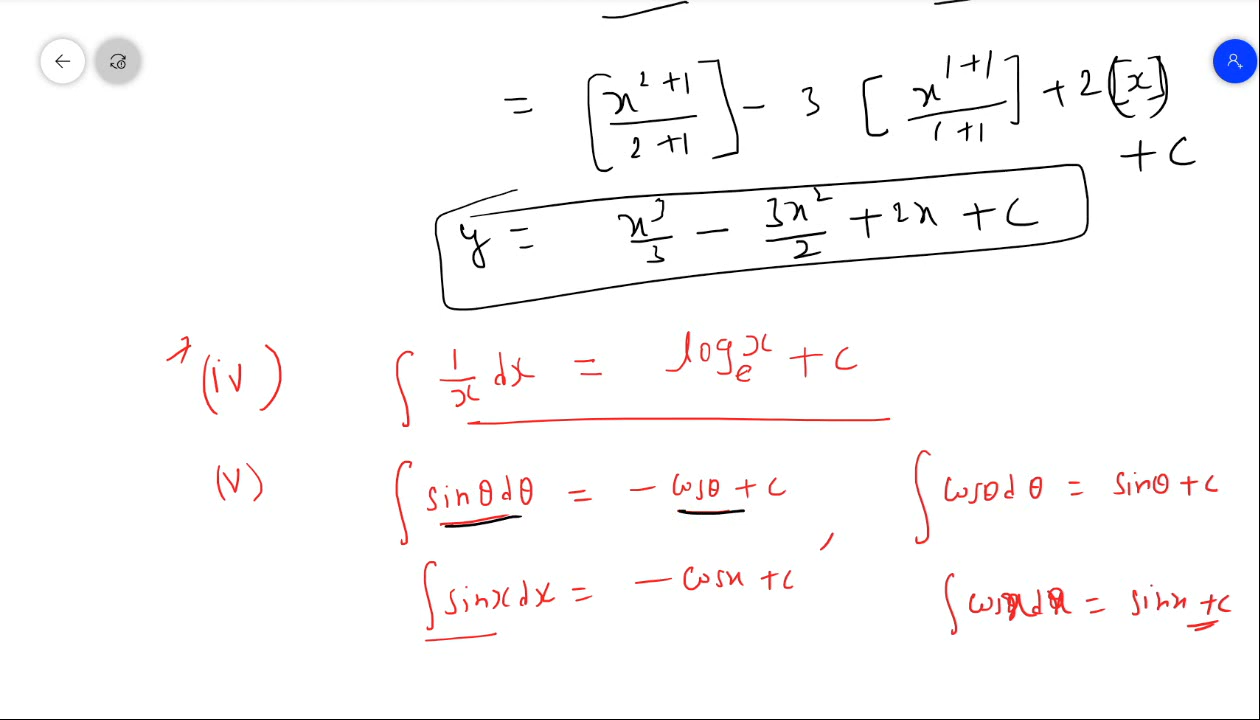 = [x^(2+1)/(2+1)] - 3 [x^(1+1)/(1+1)] + 2[x]
+ c
y = x^3/3 - 3x^2/2 + 2x + c
(iv) ∫ 1/x dx = log_e x + c
(v) ∫ sinθ dθ = - cosθ + c , ∫ cosθ d θ = sinθ + c
∫ sinx dx = - cosx + c ∫ cosx dx = sinx + c